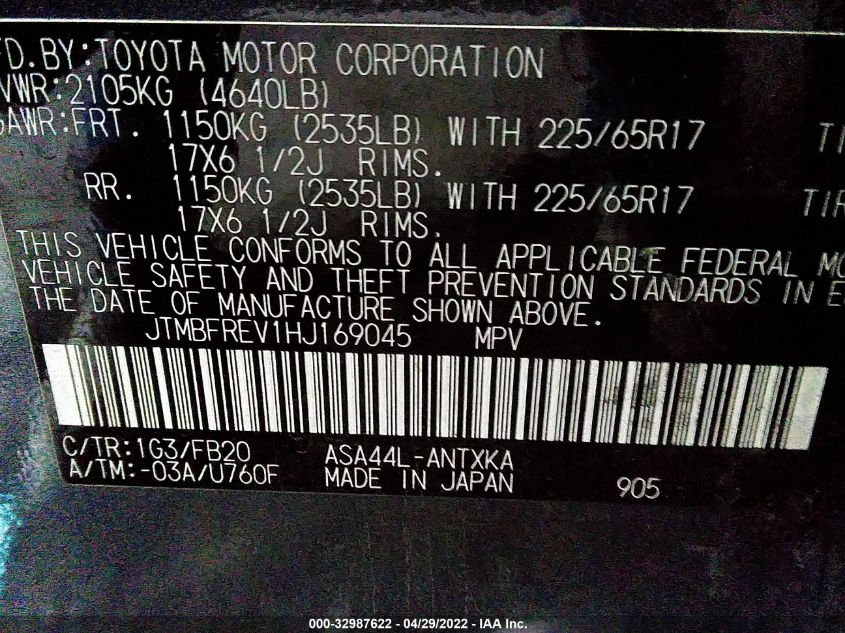 FD.BY:TOYOTA MOTOR CORPORATION
VWR:2105KG (4640LB)
AWR:FRT. 1150KG (2535LB) WITH 225/65R17 TI
17X6 1/2J RIMS.
RR. 1150KG (2535LB) WITH 225/65R17 TIR
17X6 1/2J RIMS.
THIS VEHICLE CONFORMS TO ALL APPLICABLE FEDERAL MO
VEHICLE SAFETY AND THEFT PREVENTION STANDARDS IN E
THE DATE OF MANUFACTURE SHOWN ABOVE.
JTMBFREV1HJ169045 MPV
C/TR:1G3/FB20 ASA44L-ANTXKA
A/TM:-03A/U760F MADE IN JAPAN 905
000-32987622 - 04/29/2022 - IAA Inc.